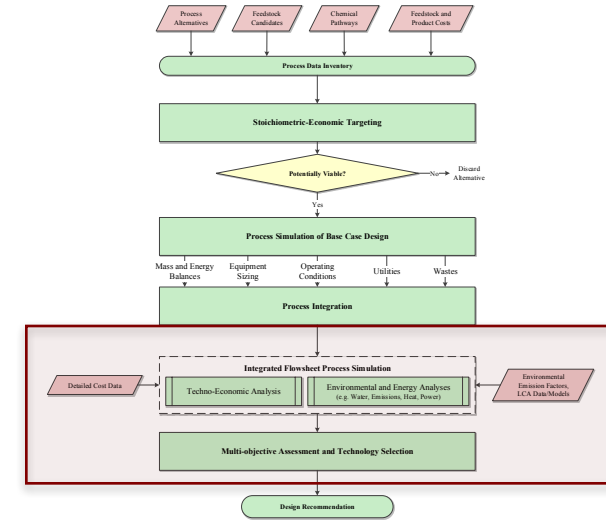 Process
Alternatives
Feedstock
Candidates
Chemical
Pathways
Feedstock and
Product Costs
Process Data Inventory
Stoichiometric-Economic Targeting
Potentially Viable?
No
Discard
Alternative
Yes
Process Simulation of Base Case Design
Mass and Energy
Balances
Equipment
Sizing
Operating
Conditions
Utilities
Wastes
Process Integration
Integrated Flowsheet Process Simulation
Detailed Cost Data
Techno-Economic Analysis
Environmental and Energy Analyses
(e.g. Water, Emissions, Heat, Power)
Environmental
Emission Factors,
LCA Data/Models
Multi-objective Assessment and Technology Selection
Design Recommendation